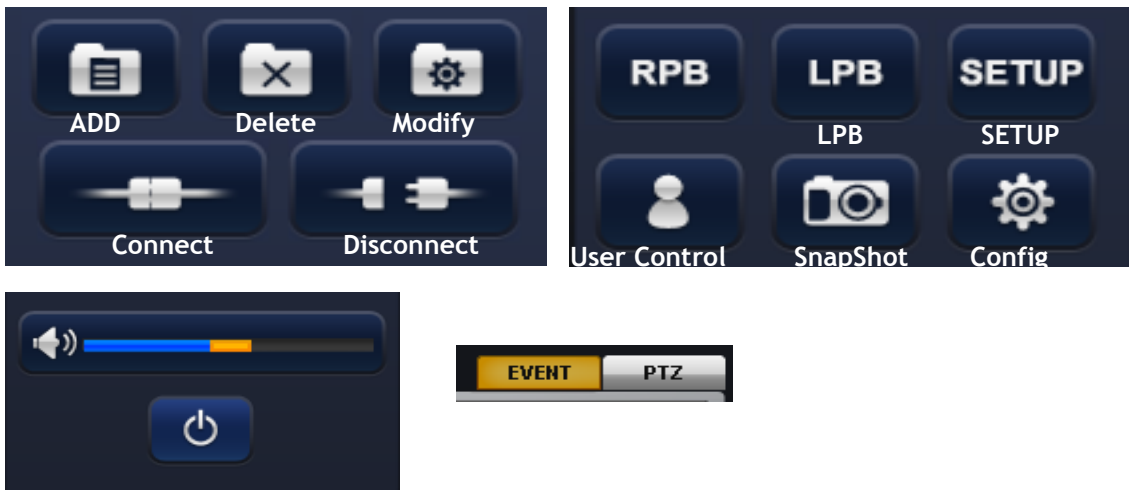 ADD Delete Modify
Connect Disconnect
RPB LPB SETUP
LPB SETUP
User Control SnapShot Config
EVENT PTZ